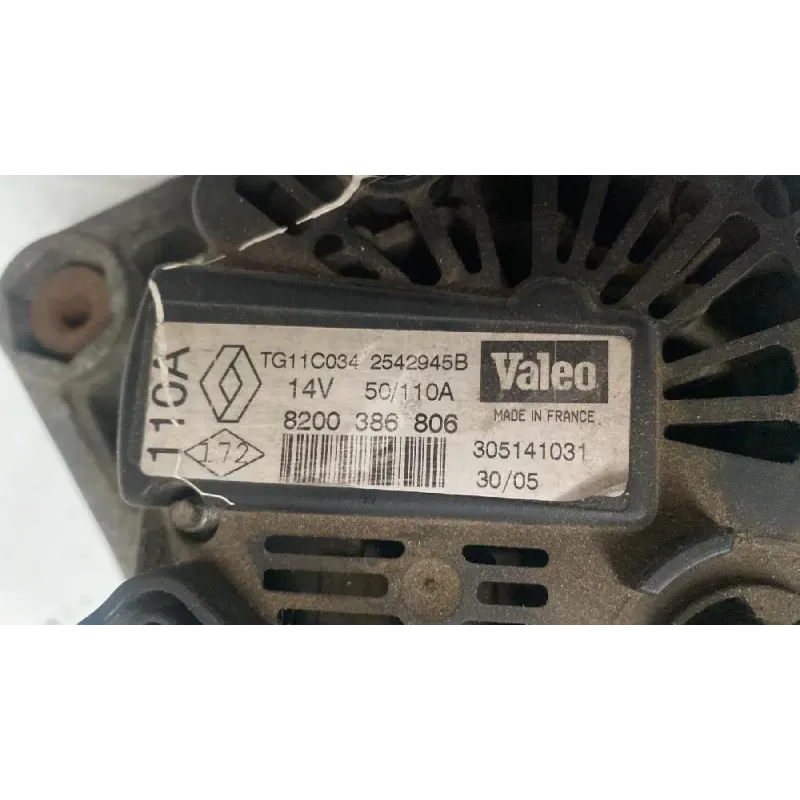 110A
TG11C034 2542945B
14V 50/110A
8200 386 806
172
Valeo
MADE IN FRANCE
305141031
30/05